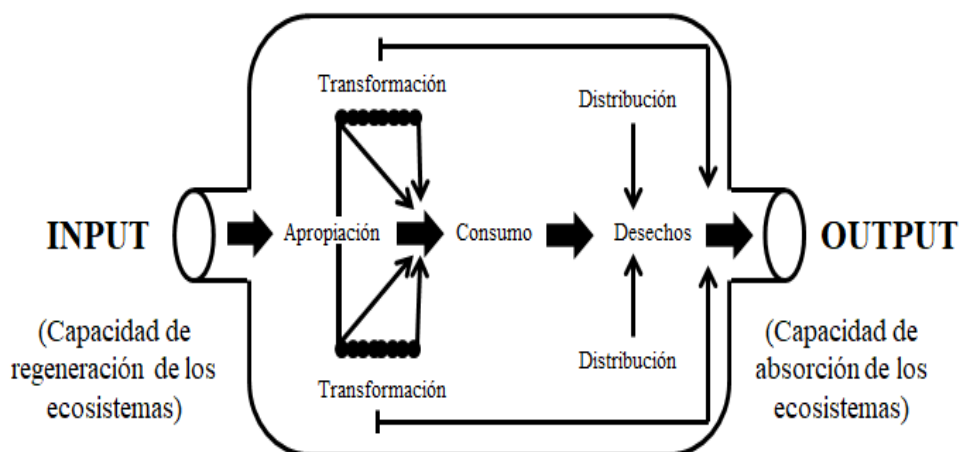 Transformación
Distribución
INPUT
Apropiación
Consumo
Desechos
OUTPUT
(Capacidad de
regeneración de los
ecosistemas)
(Capacidad de
absorción de los
ecosistemas)
Distribución
Transformación